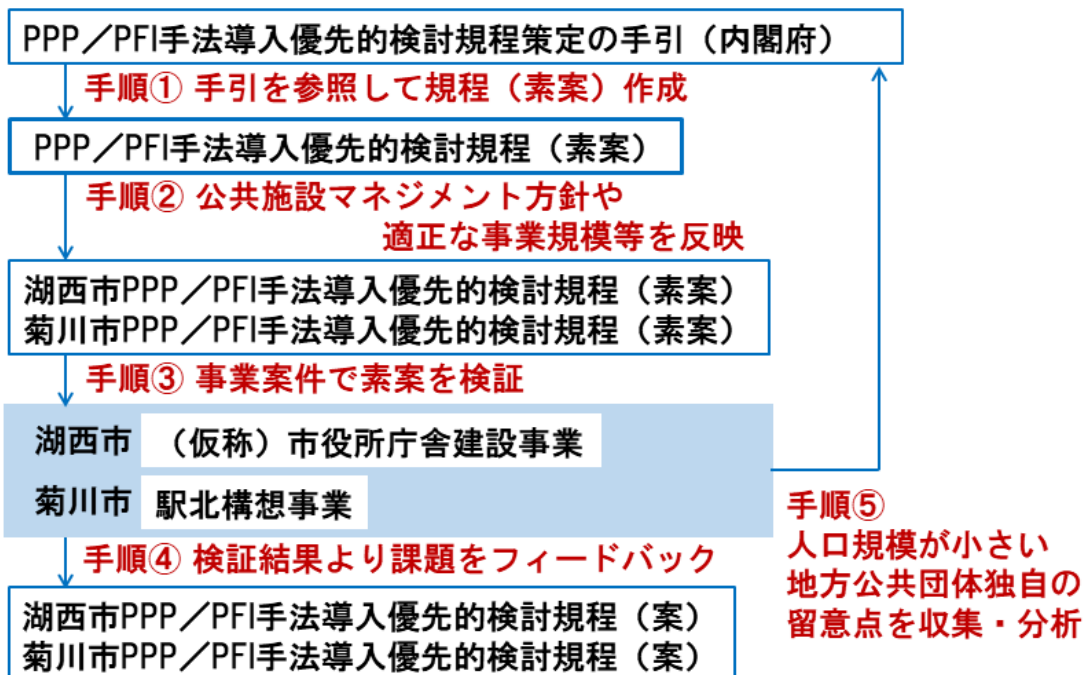 PPP／PFI手法導入優先的検討規程策定の手引（内閣府）
手順① 手引を参照して規程（素案）作成
PPP／PFI手法導入優先的検討規程（素案）
手順② 公共施設マネジメント方針や
適正な事業規模等を反映
湖西市PPP／PFI手法導入優先的検討規程（素案）
菊川市PPP／PFI手法導入優先的検討規程（素案）
手順③ 事業案件で素案を検証
湖西市 （仮称）市役所庁舎建設事業
菊川市 駅北構想事業
手順④ 検証結果より課題をフィードバック
湖西市PPP／PFI手法導入優先的検討規程（案）
菊川市PPP／PFI手法導入優先的検討規程（案）
手順⑤
人口規模が小さい
地方公共団体独自の
留意点を収集・分析